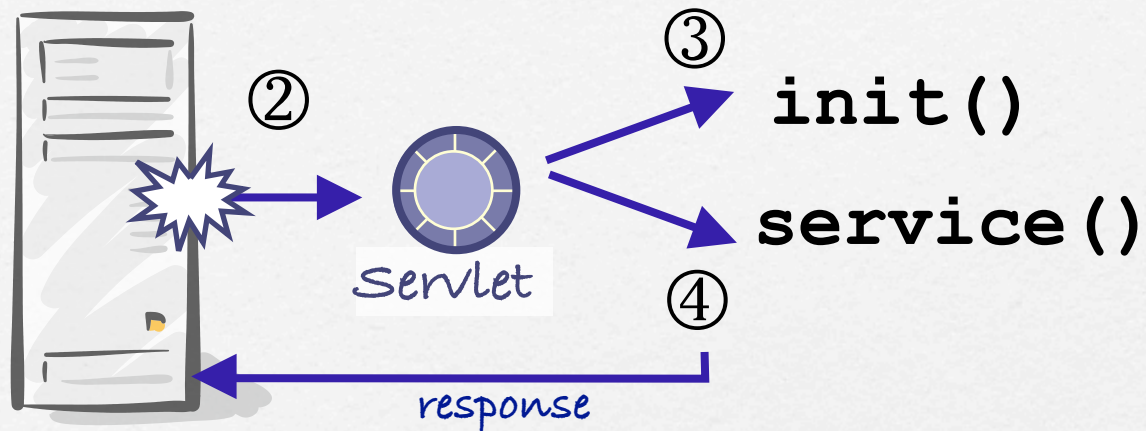 ③
init()
②
service()
Servlet
④
response